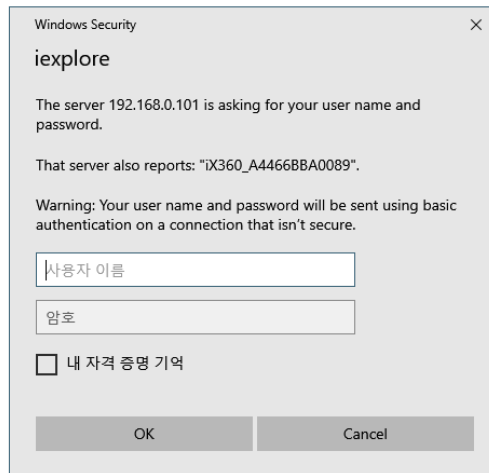 Windows Security
iexplore
The server 192.168.0.101 is asking for your user name and
password.
That server also reports: "iX360_A4466BBA0089".
Warning: Your user name and password will be sent using basic
authentication on a connection that isn't secure.
사용자 이름
암호
내 자격 증명 기억
OK
Cancel